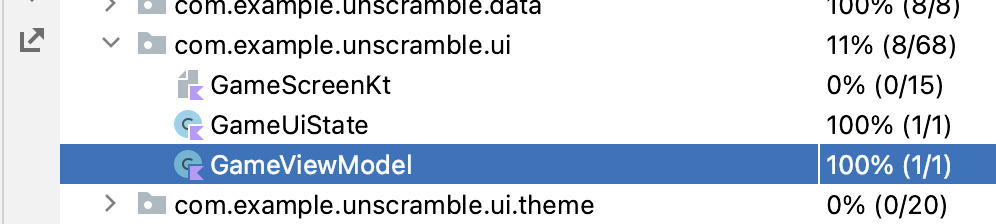 com.example.unscramble.data 100% (8/8)
com.example.unscramble.ui 11% (8/68)
GameScreenKt 0% (0/15)
GameUiState 100% (1/1)
GameViewModel 100% (1/1)
com.example.unscramble.ui.theme 0% (0/20)